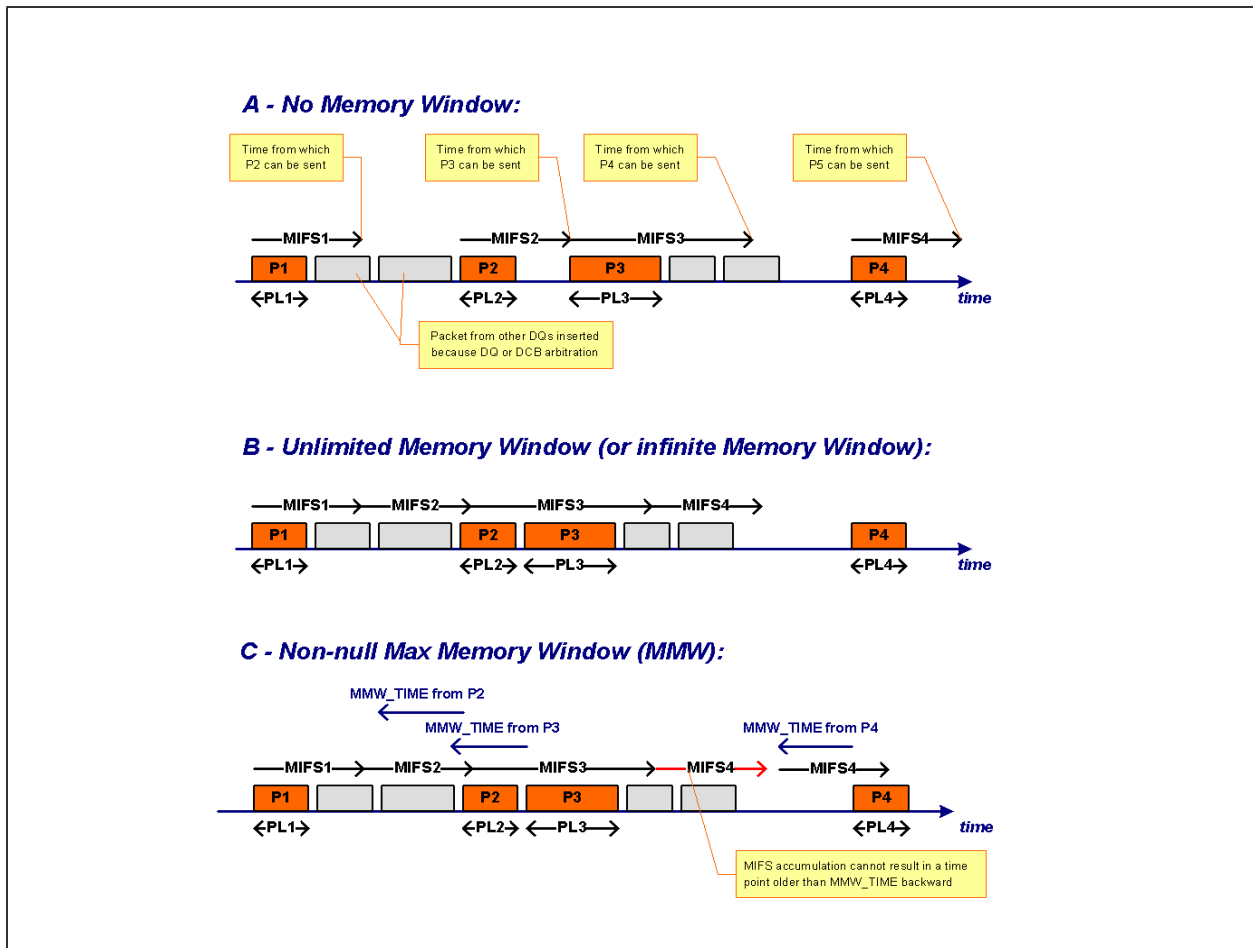 A - No Memory Window:
Time from which
P2 can be sent
Time from which
P3 can be sent
Time from which
P4 can be sent
Time from which
P5 can be sent
MIFS1
MIFS2
MIFS3
MIFS4
P1
P2
P3
P4
PL1
PL2
PL3
PL4
time
Packet from other DQs inserted
because DQ or DCB arbitration
B - Unlimited Memory Window (or infinite Memory Window):
MIFS1
MIFS2
MIFS3
MIFS4
P1
P2
P3
P4
PL1
PL2
PL3
PL4
time
C - Non-null Max Memory Window (MMW):
MMW_TIME from P2
MMW_TIME from P3
MMW_TIME from P4
MIFS1
MIFS2
MIFS3
MIFS4
MIFS4
P1
P2
P3
P4
PL1
PL2
PL3
PL4
time
MIFS accumulation cannot result in a time
point older than MMW_TIME backward